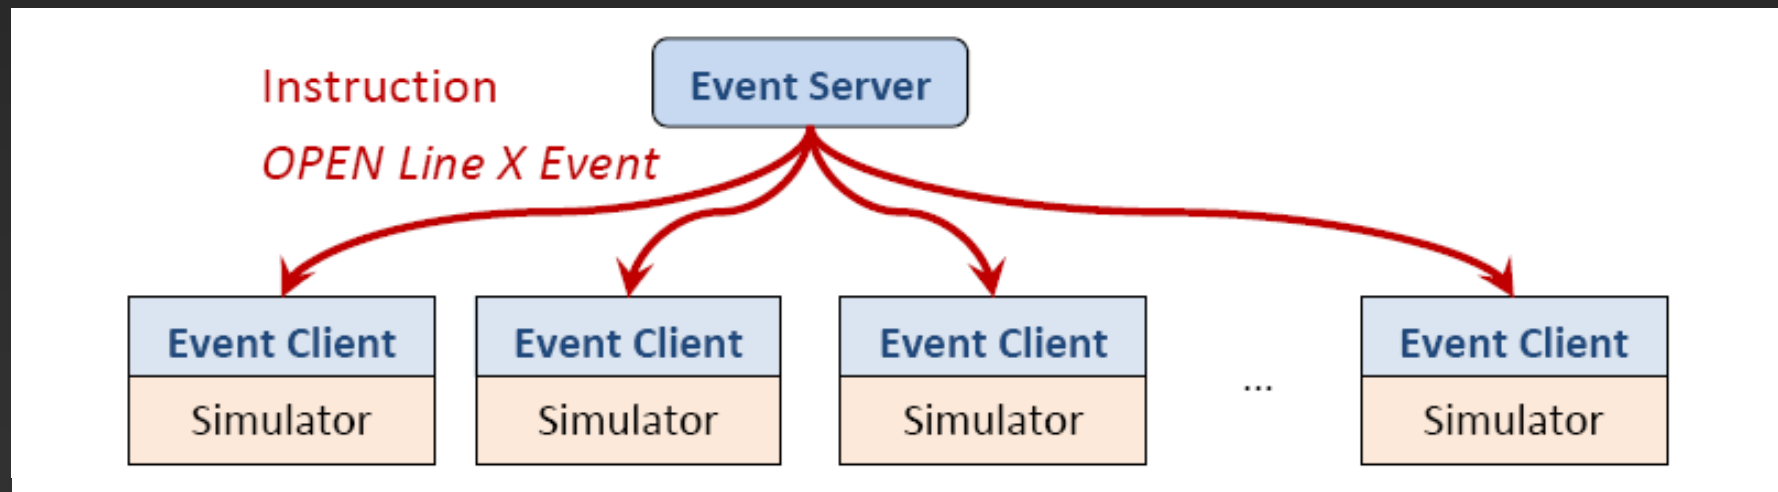 Instruction
Event Server
OPEN Line X Event
Event Client
Event Client
Event Client
Event Client
Simulator
Simulator
Simulator
...
Simulator